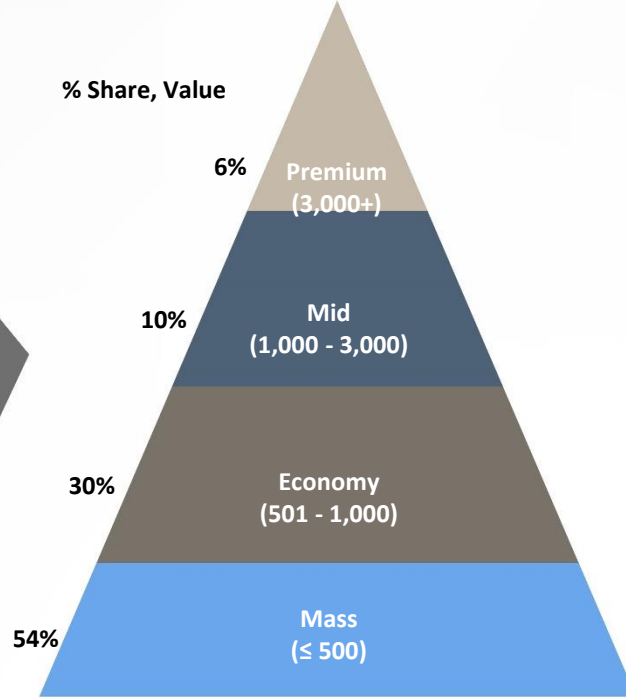 % Share, Value
6%
Premium
(3,000+)
10%
Mid
(1,000 - 3,000)
30%
Economy
(501 - 1,000)
54%
Mass
(≤ 500)